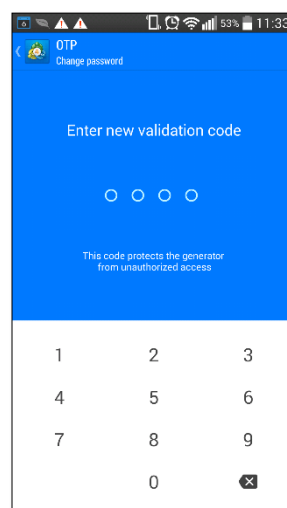 53% 11:33
OTP
Change password
Enter new validation code
This code protects the generator
from unauthorized access
1 2 3
4 5 6
7 8 9
0